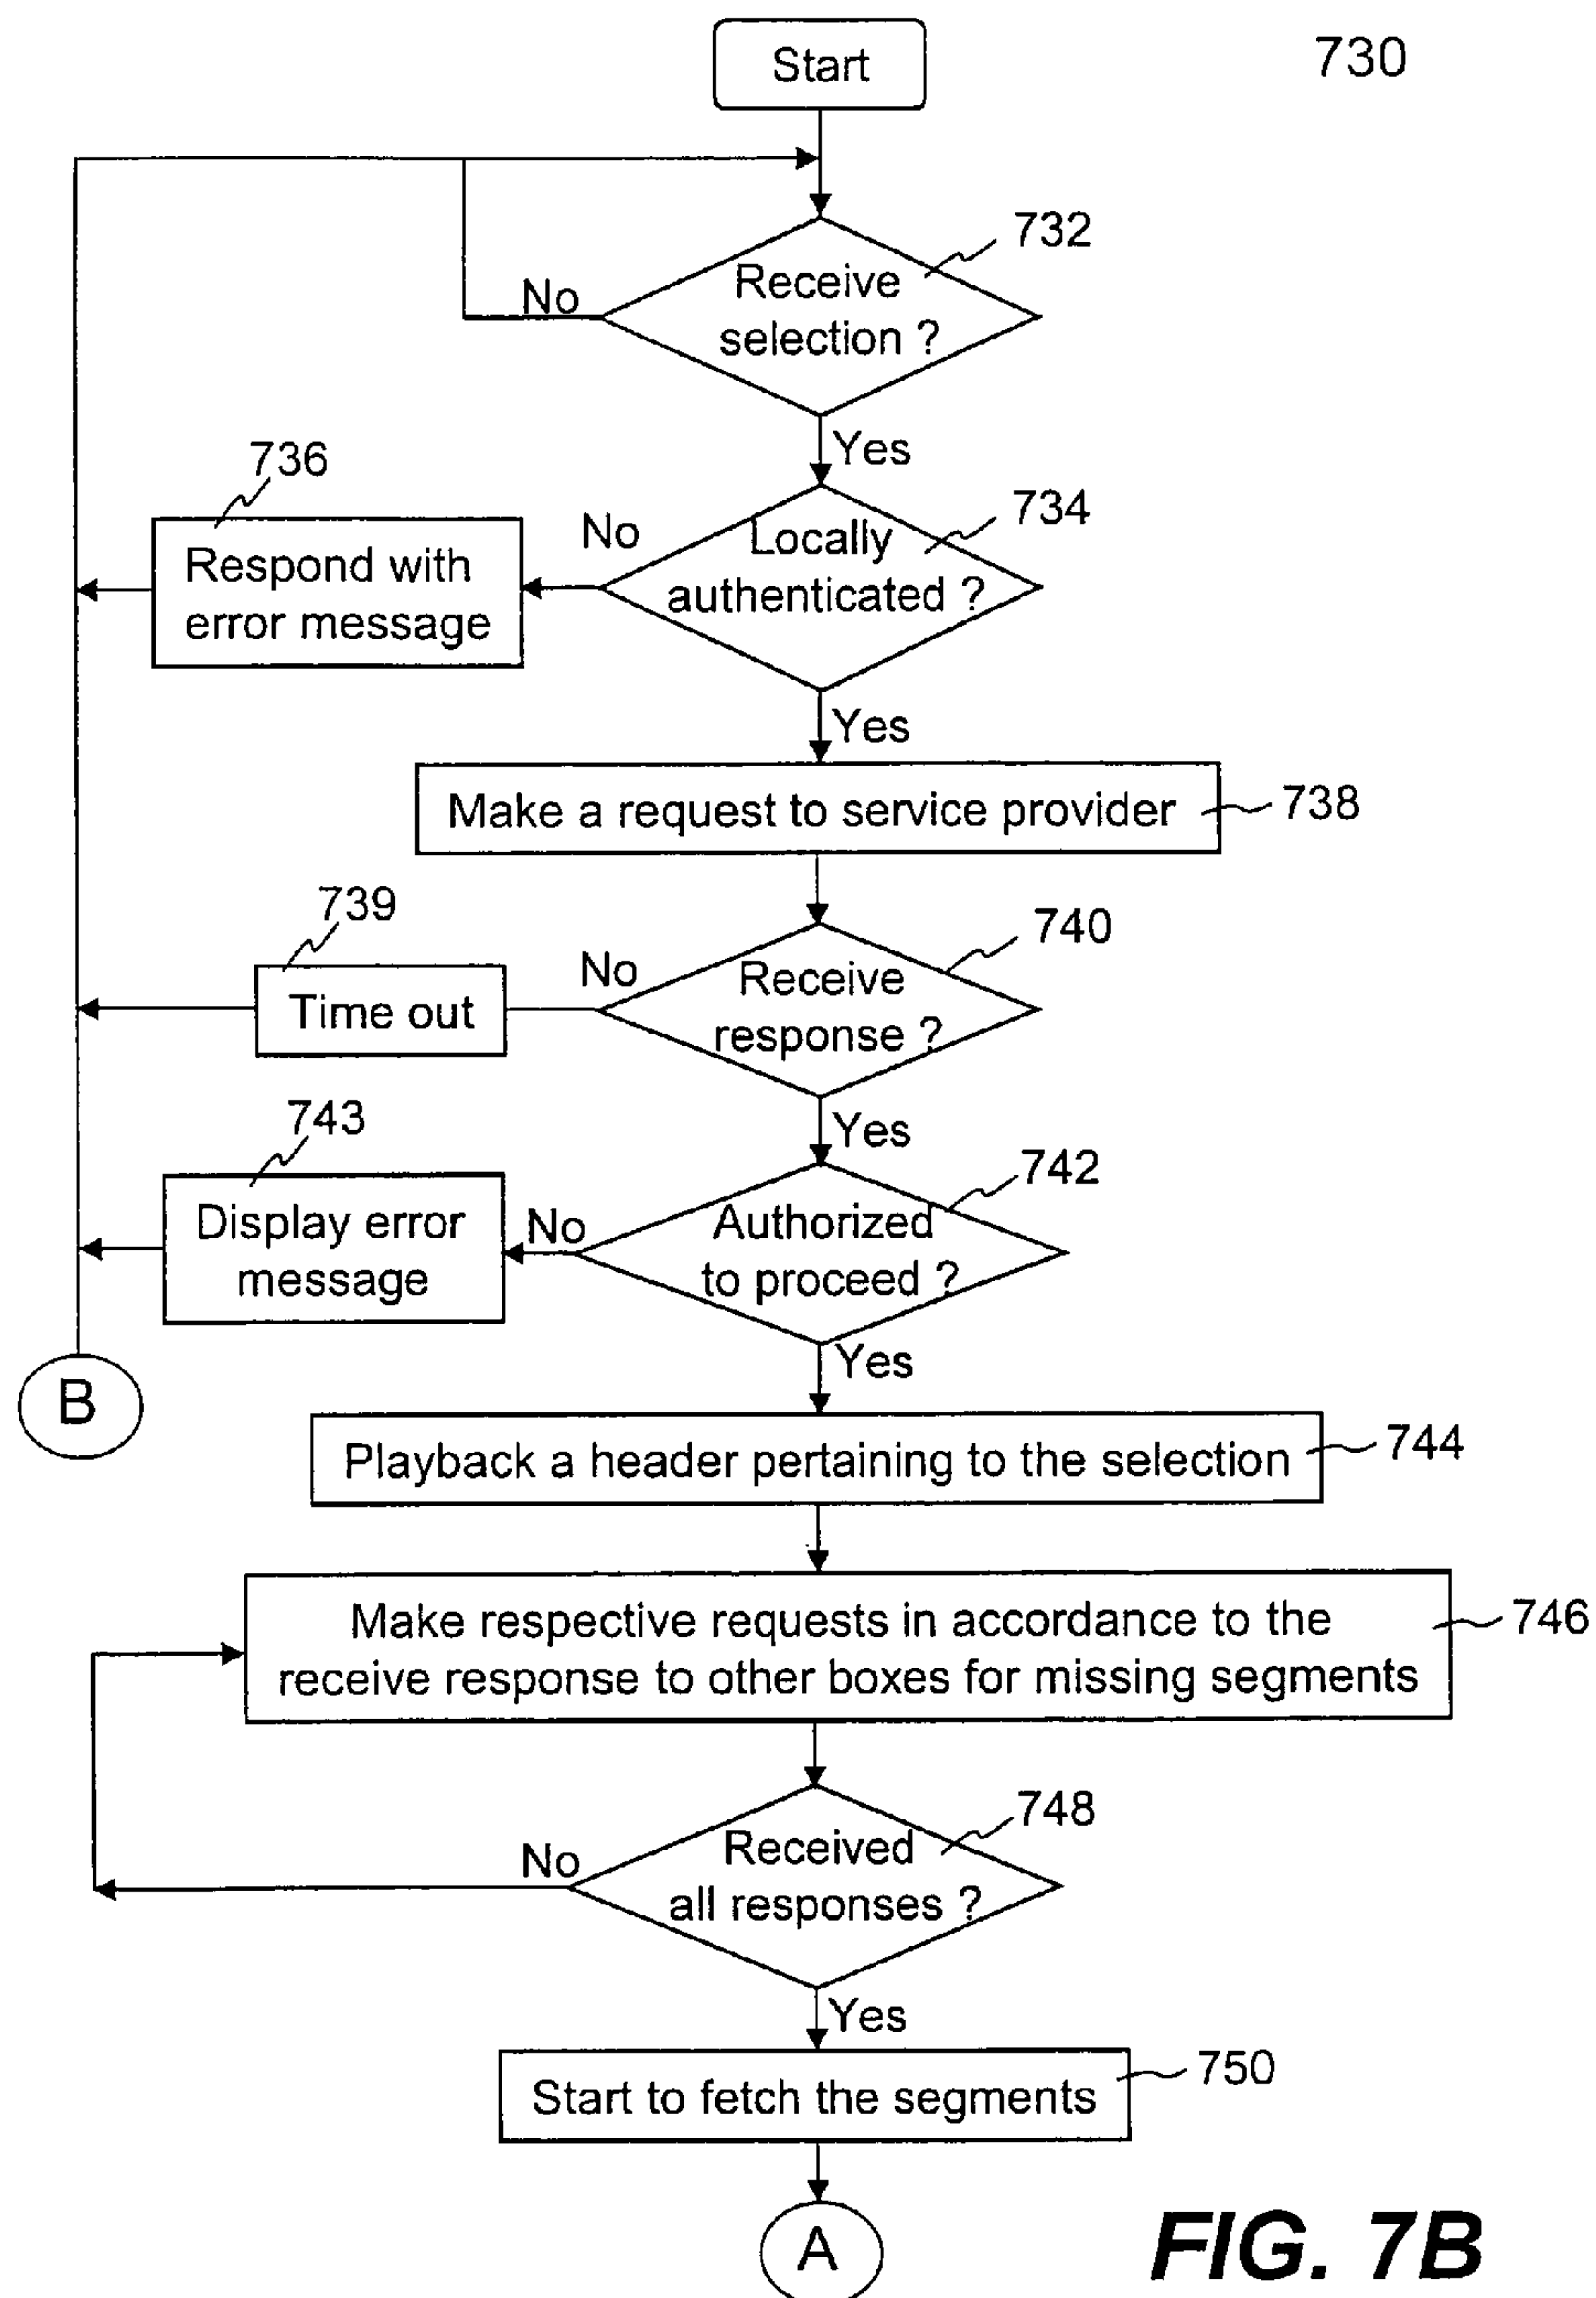 730
Start
732
Receive
selection ?
No
Yes
736
734
Respond with
error message
No
Locally
authenticated ?
Yes
Make a request to service provider
738
739
740
Time out
No
Receive
response ?
Yes
743
742
Display error
message
No
Authorized
to proceed ?
Yes
B
Playback a header pertaining to the selection
744
Make respective requests in accordance to the
receive response to other boxes for missing segments
746
748
No
Received
all responses ?
Yes
Start to fetch the segments
750
A
FIG. 7B